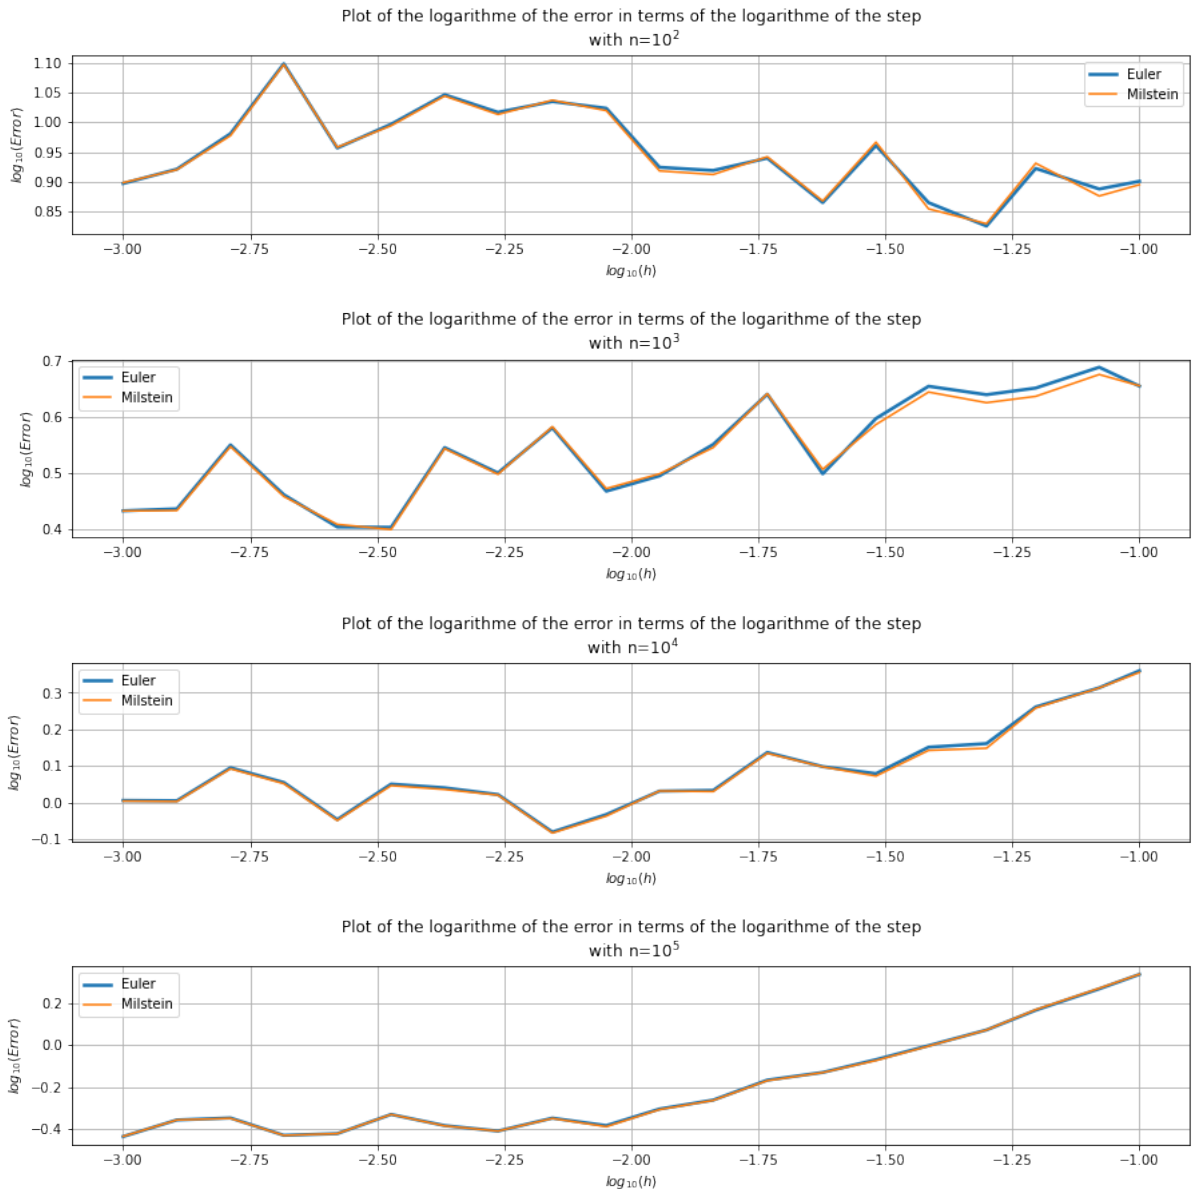 Plot of the logarithme of the error in terms of the logarithme of the step
with n=10²
1.10
1.05
1.00
0.95
0.90
0.85
log₁₀(Error)
Euler
Milstein
−3.00 −2.75 −2.50 −2.25 −2.00 −1.75 −1.50 −1.25 −1.00
log₁₀(h)
Plot of the logarithme of the error in terms of the logarithme of the step
with n=10³
0.7
0.6
0.5
0.4
log₁₀(Error)
Euler
Milstein
−3.00 −2.75 −2.50 −2.25 −2.00 −1.75 −1.50 −1.25 −1.00
log₁₀(h)
Plot of the logarithme of the error in terms of the logarithme of the step
with n=10⁴
0.3
0.2
0.1
0.0
−0.1
log₁₀(Error)
Euler
Milstein
−3.00 −2.75 −2.50 −2.25 −2.00 −1.75 −1.50 −1.25 −1.00
log₁₀(h)
Plot of the logarithme of the error in terms of the logarithme of the step
with n=10⁵
0.2
0.0
−0.2
−0.4
log₁₀(Error)
Euler
Milstein
−3.00 −2.75 −2.50 −2.25 −2.00 −1.75 −1.50 −1.25 −1.00
log₁₀(h)